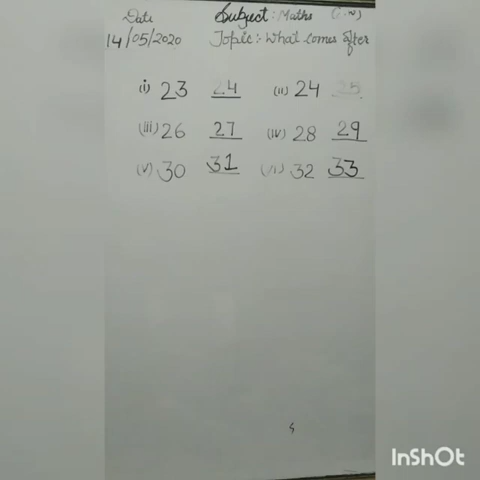 Date Subject:Maths (C.W)
14/05/2020 Topic:- What comes After
(i) 23 24 (ii) 24 25
(iii) 26 27 (iv) 28 29
(v) 30 31 (vi) 32 33
InShOt